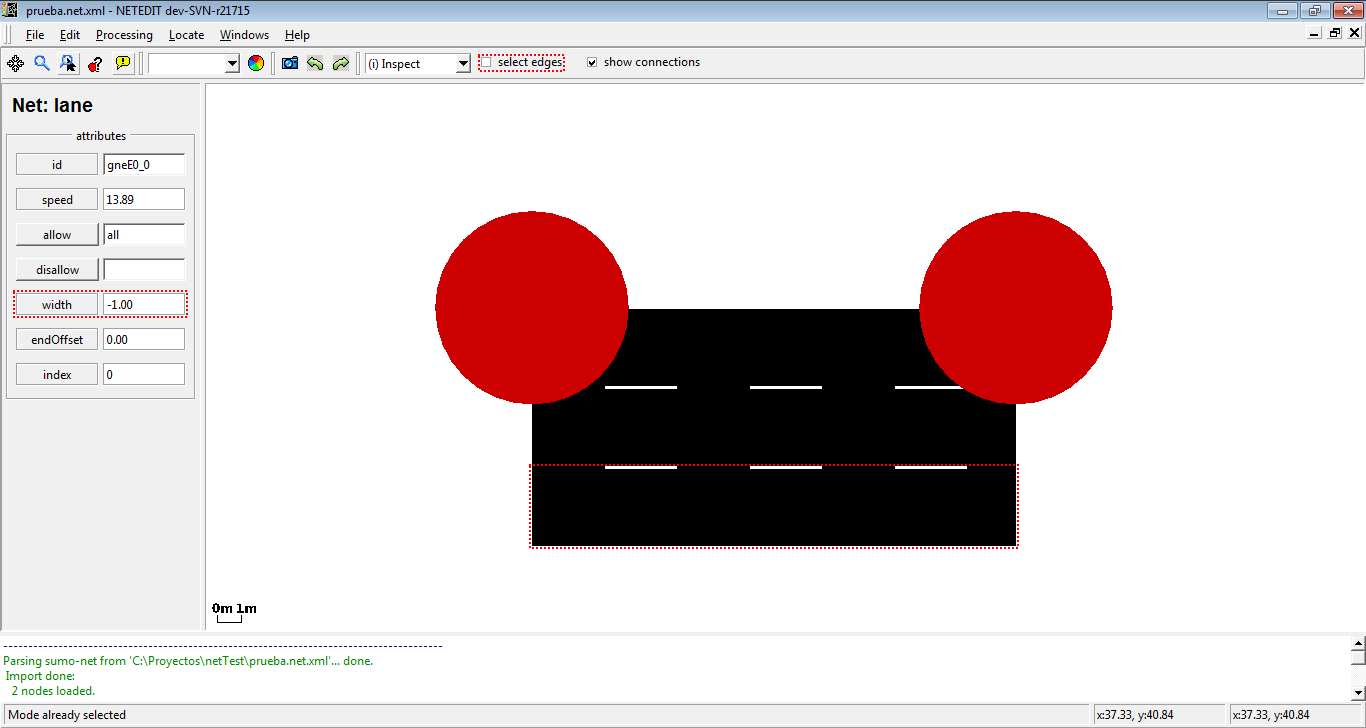 prueba.net.xml - NETEDIT dev-SVN-r21715
File Edit Processing Locate Windows Help
(i) Inspect select edges show connections
Net: lane
attributes
id gneE0_0
speed 13.89
allow all
disallow
width -1.00
endOffset 0.00
index 0
0m 1m
----------------------------------------------------------------------------------------
Parsing sumo-net from 'C:\Proyectos\netTest\prueba.net.xml'... done.
Import done:
2 nodes loaded.
Mode already selected x:37.33, y:40.84 x:37.33, y:40.84